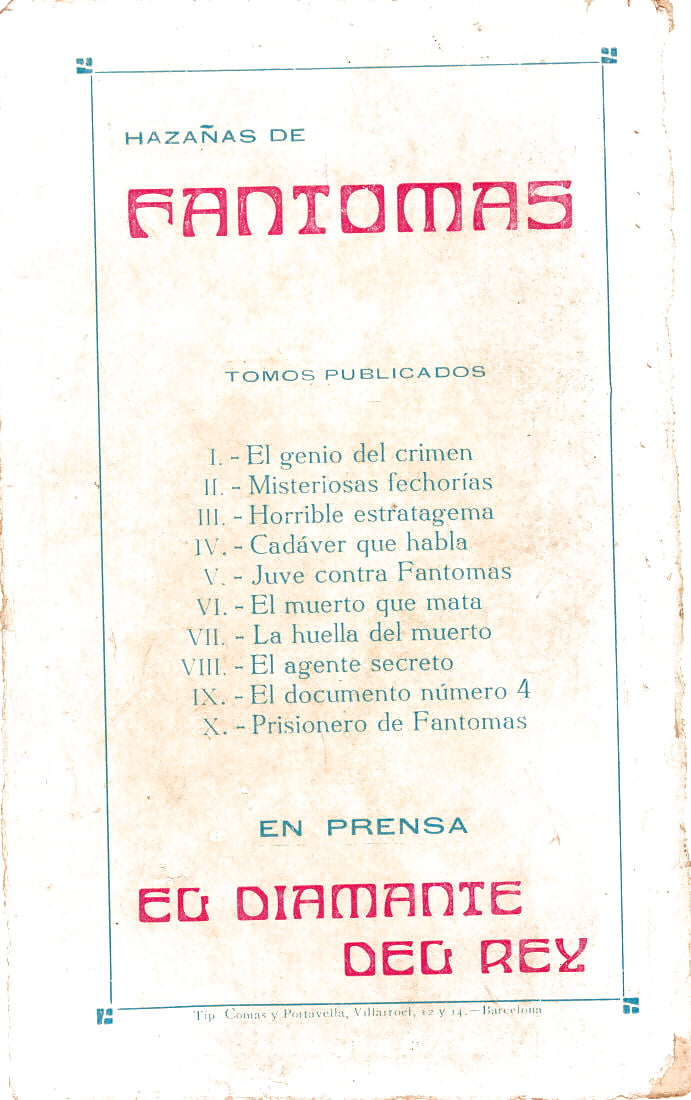 HAZAÑAS DE
FANTOMAS
TOMOS PUBLICADOS
I. - El genio del crimen
II. - Misteriosas fechorías
III. - Horrible estratagema
IV. - Cadáver que habla
V. - Juve contra Fantomas
VI. - El muerto que mata
VII. - La huella del muerto
VIII. - El agente secreto
IX. - El documento número 4
X. - Prisionero de Fantomas
EN PRENSA
EL DIAMANTE
DEL REY
Tip Comas y Portavella, Villarroel, 12 y 14.—Barcelona